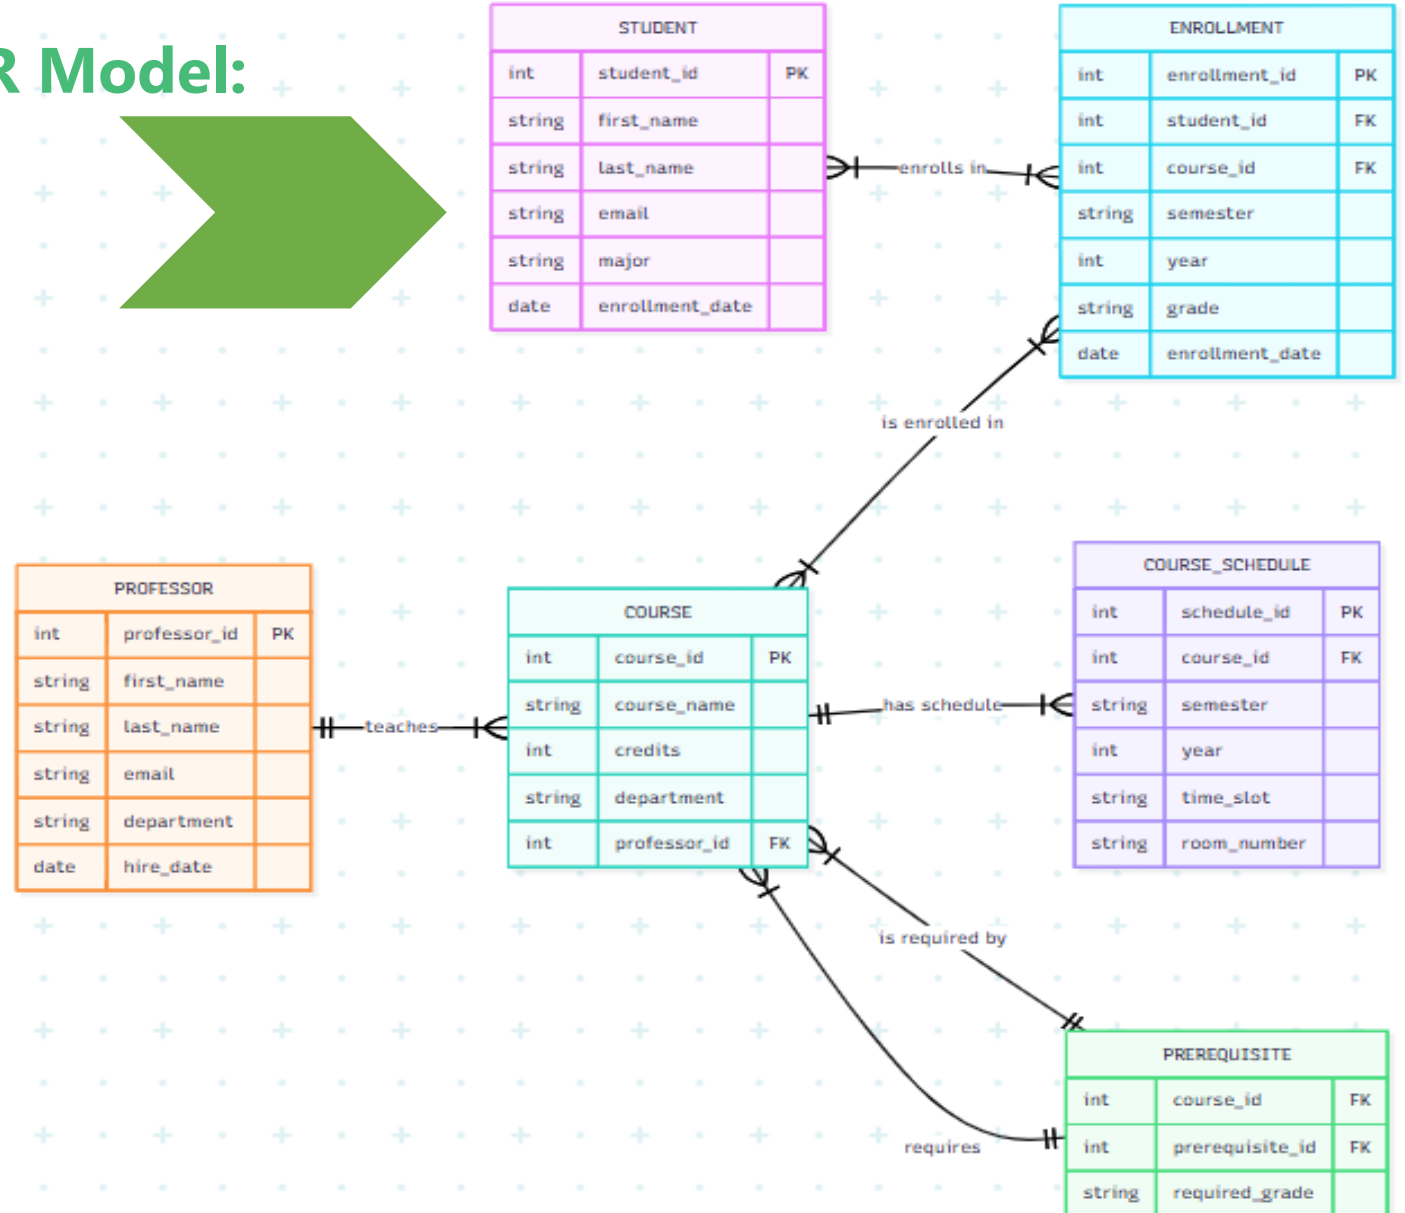 R Model:
STUDENT
int student_id PK
string first_name
string last_name
string email
string major
date enrollment_date
enrolls in
ENROLLMENT
int enrollment_id PK
int student_id FK
int course_id FK
string semester
int year
string grade
date enrollment_date
is enrolled in
PROFESSOR
int professor_id PK
string first_name
string last_name
string email
string department
date hire_date
teaches
COURSE
int course_id PK
string course_name
int credits
string department
int professor_id FK
has schedule
COURSE_SCHEDULE
int schedule_id PK
int course_id FK
string semester
int year
string time_slot
string room_number
is required by
requires
PREREQUISITE
int course_id FK
int prerequisite_id FK
string required_grade